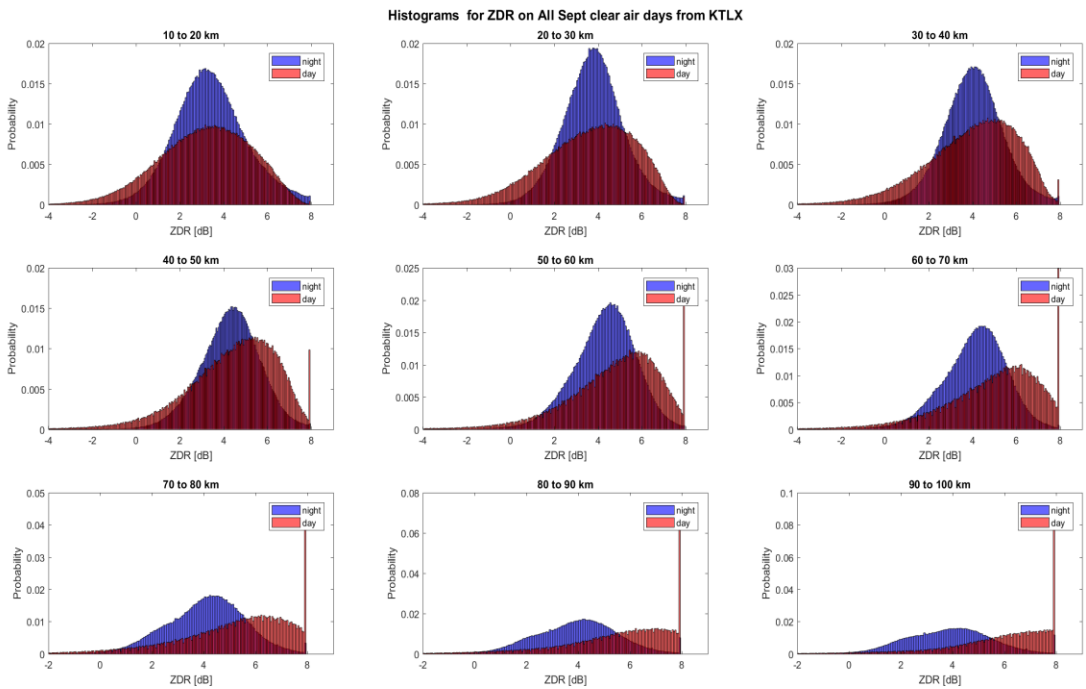 Histograms  for ZDR on All Sept clear air days from KTLX
10 to 20 km
0.02
0.015
0.01
0.005
0
Probability
-4 -2 0 2 4 6 8
ZDR [dB]
night
day
20 to 30 km
0.02
0.015
0.01
0.005
0
Probability
-4 -2 0 2 4 6 8
ZDR [dB]
night
day
30 to 40 km
0.02
0.015
0.01
0.005
0
Probability
-4 -2 0 2 4 6 8
ZDR [dB]
night
day
40 to 50 km
0.02
0.015
0.01
0.005
0
Probability
-4 -2 0 2 4 6 8
ZDR [dB]
night
day
50 to 60 km
0.025
0.02
0.015
0.01
0.005
0
Probability
-4 -2 0 2 4 6 8
ZDR [dB]
night
day
60 to 70 km
0.03
0.025
0.02
0.015
0.01
0.005
0
Probability
-4 -2 0 2 4 6 8
ZDR [dB]
night
day
70 to 80 km
0.05
0.04
0.03
0.02
0.01
0
Probability
-2 0 2 4 6 8
ZDR [dB]
night
day
80 to 90 km
0.08
0.06
0.04
0.02
0
Probability
-2 0 2 4 6 8
ZDR [dB]
night
day
90 to 100 km
0.1
0.08
0.06
0.04
0.02
0
Probability
-2 0 2 4 6 8
ZDR [dB]
night
day